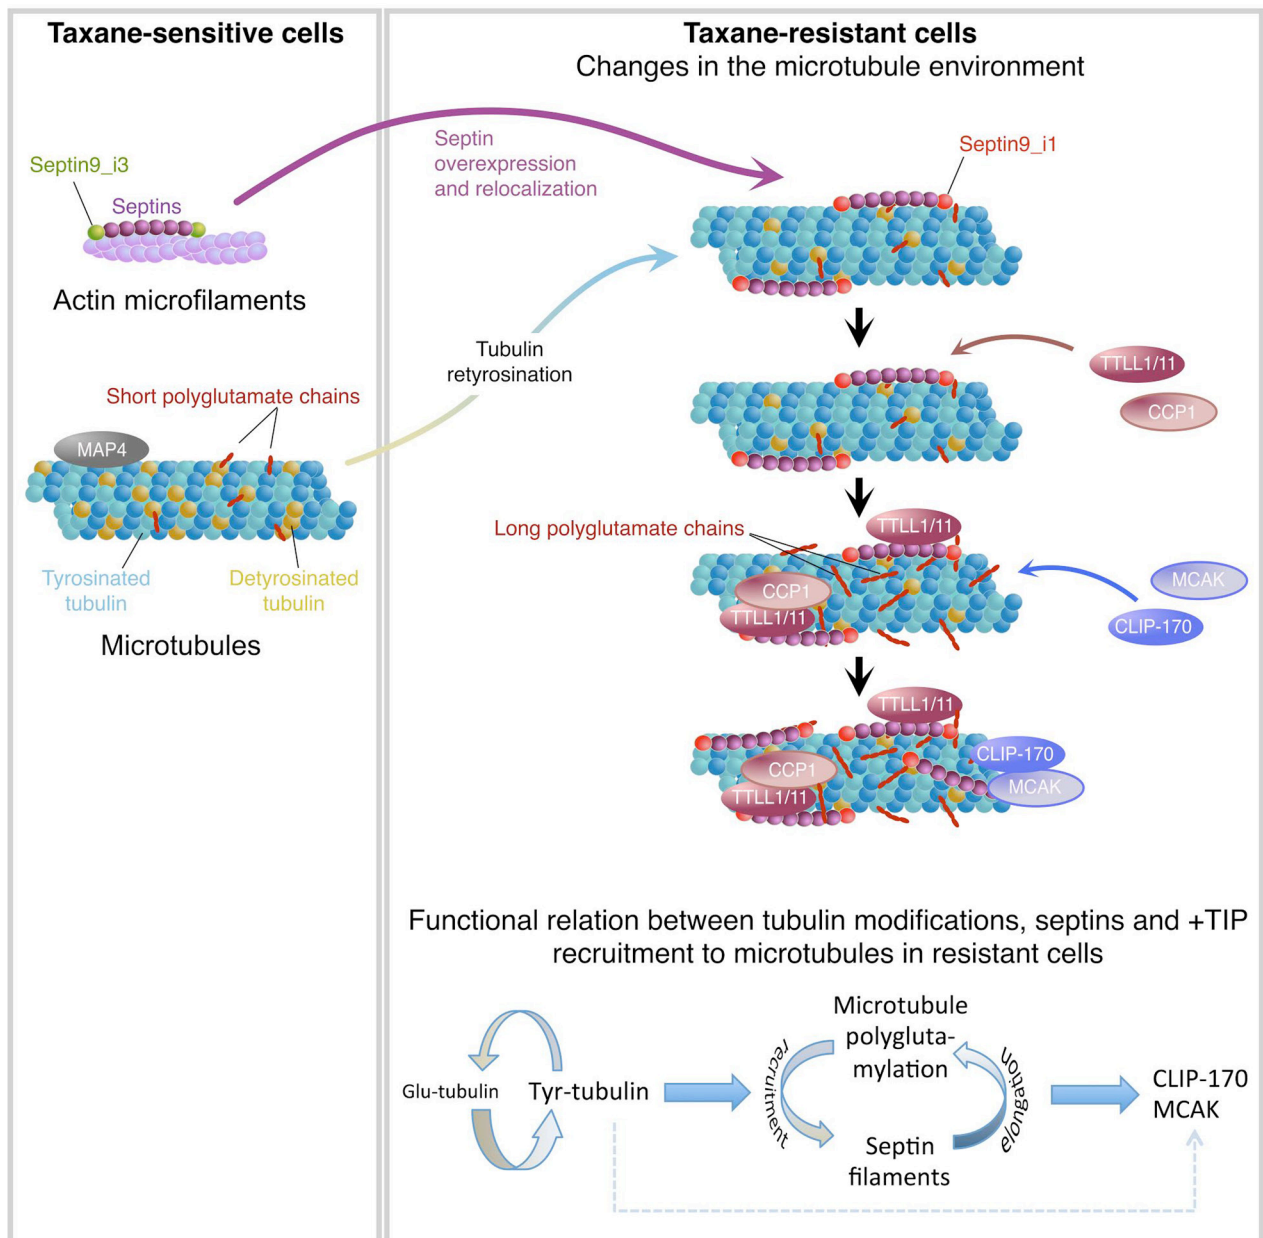 Taxane-sensitive cells
Septin9_i3
Septins
Actin microfilaments
Short polyglutamate chains
MAP4
Tyrosinated
tubulin
Detyrosinated
tubulin
Microtubules
Taxane-resistant cells
Changes in the microtubule environment
Septin
overexpression
and relocalization
Septin9_i1
Tubulin
retyrosination
TTLL1/11
CCP1
Long polyglutamate chains
TTLL1/11
CCP1
TTLL1/11
MCAK
CLIP-170
TTLL1/11
CCP1
TTLL1/11
CLIP-170
MCAK
Functional relation between tubulin modifications, septins and +TIP
recruitment to microtubules in resistant cells
Glu-tubulin
Tyr-tubulin
recruitment
Microtubule
polygluta-
mylation
elongation
Septin
filaments
CLIP-170
MCAK